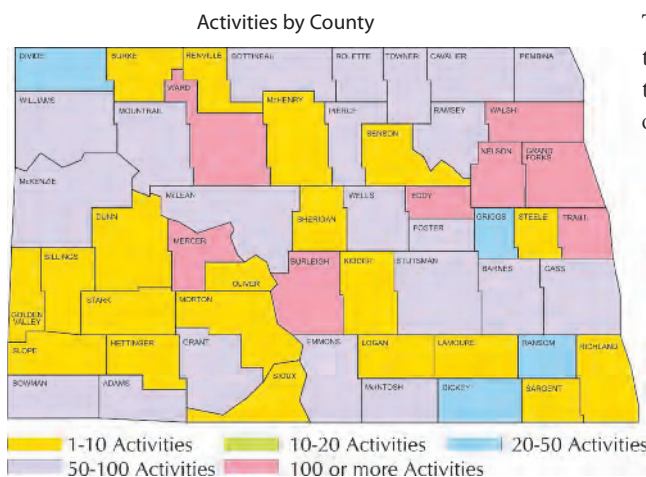 Activities by County
DIVIDE BURKE RENVILLE BOTTINEAU ROLETTE TOWNER CAVALIER PEMBINA
WARD
WILLIAMS MOUNTRAIL McHENRY PIERCE RAMSEY WALSH
BENSON
NELSON GRAND FORKS
McKENZIE McLEAN WELLS EDDY
DUNN SHERIDAN FOSTER GRIGGS STEELE TRAILL
MERCER
BILLINGS OLIVER BURLEIGH KIDDER STUTSMAN BARNES CASS
GOLDEN VALLEY STARK MORTON
SLOPE HETTINGER GRANT EMMONS LOGAN LAMOURE RANSOM RICHLAND
SIOUX
BOWMAN ADAMS McINTOSH DICKEY SARGENT
1-10 Activities 10-20 Activities 20-50 Activities
50-100 Activities 100 or more Activities